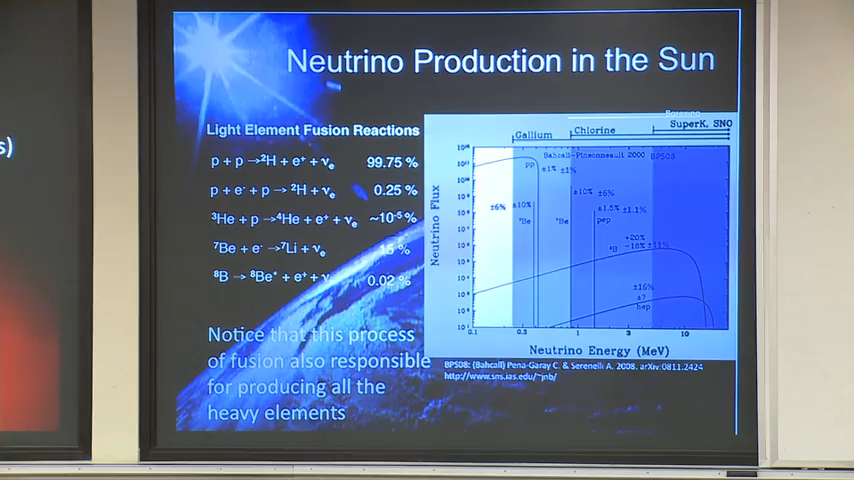 s)
Neutrino Production in the Sun
Light Element Fusion Reactions
p + p →²H + e⁺ + νₑ 99.75 %
p + e⁻ + p → ²H + νₑ 0.25 %
³He + p →⁴He + e⁺ + νₑ ~10⁻⁵ %
⁷Be + e⁻ →⁷Li + νₑ 15 %
⁸B → ⁸Be* + e⁺ + ν 0.02 %
Notice that this process
of fusion also responsible
for producing all the
heavy elements
Borexino
SuperK, SNO
Gallium
Chlorine
Bahcall-Pinsonneault 2000 BPS08
pp
±1% ±1%
±10% ±6%
±6% ±10%
±1.5% ±1.1%
⁷Be
⁷Be
pep
+20%
-16% ±11%
⁸B
±16%
±?
hep
Neutrino Flux
0.1 0.3 1 3 10
Neutrino Energy (MeV)
BPS08: (Bahcall) Pena-Garay C. & Serenelli A. 2008. arXiv:0811.2424
http://www.sns.ias.edu/~jnb/